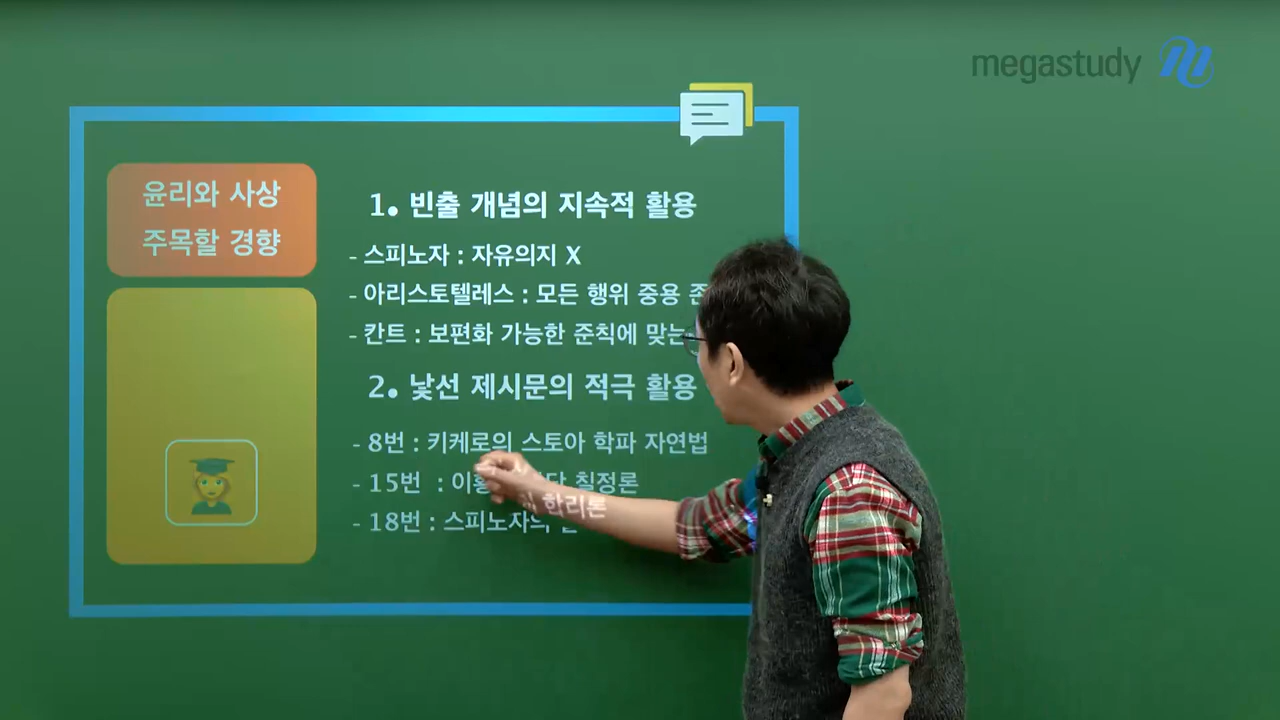 megastudy
윤리와 사상
주목할 경향
1. 빈출 개념의 지속적 활용
- 스피노자 : 자유의지 X
- 아리스토텔레스 : 모든 행위 중용
- 칸트 : 보편화 가능한 준칙에 맞는
2. 낯선 제시문의 적극 활용
- 8번 : 키케로의 스토아 학파 자연법
- 15번 : 칠정론
- 18번 : 스피노자의